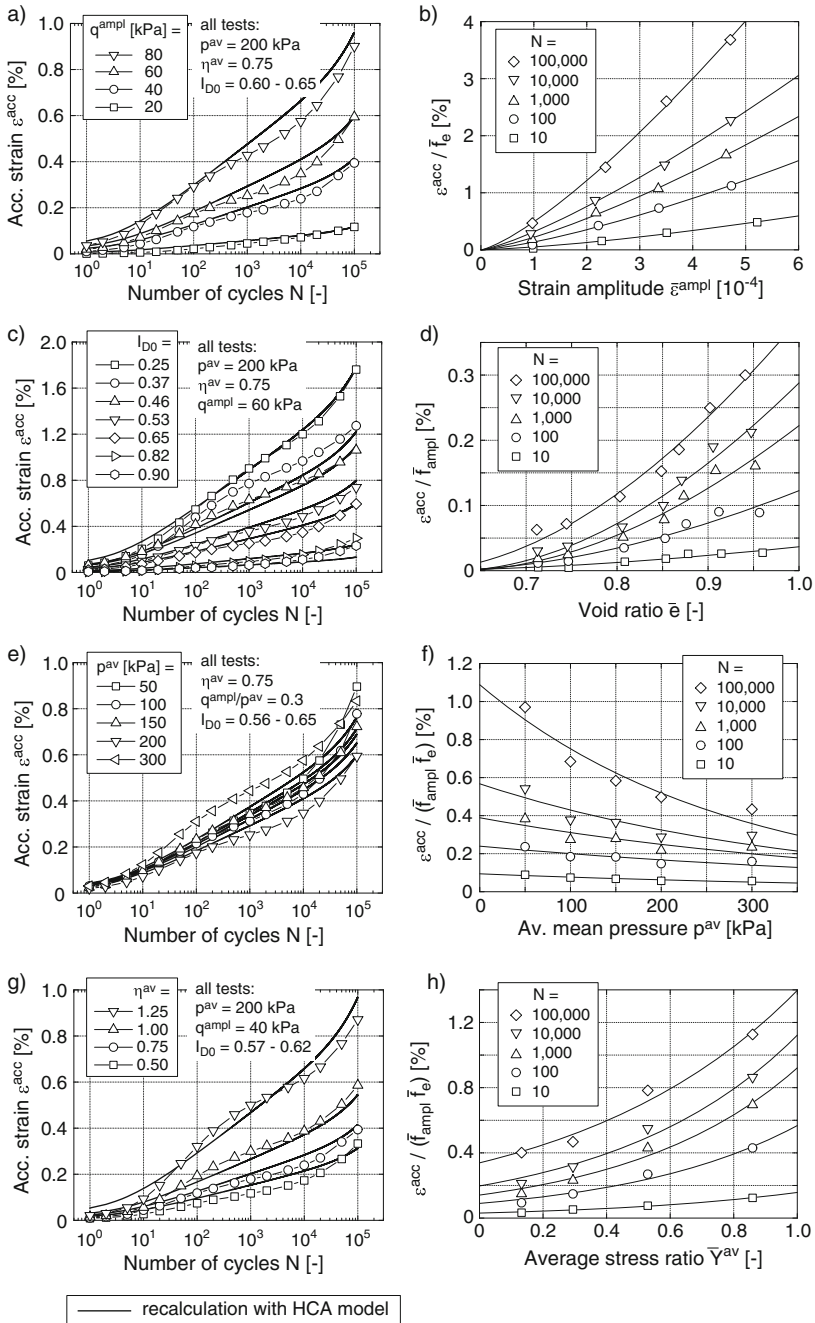 a)
q^ampl [kPa] =
80
60
40
20
all tests:
p^av = 200 kPa
η^av = 0.75
I_D0 = 0.60 - 0.65
1.0
0.8
0.6
0.4
0.2
0
Acc. strain ε^acc [%]
10^0 10^1 10^2 10^3 10^4 10^5
Number of cycles N [-]
b)
N =
100,000
10,000
1,000
100
10
4
3
2
1
0
ε^acc / f̄_e [%]
0 1 2 3 4 5 6
Strain amplitude ε̄^ampl [10^-4]
c)
I_D0 =
0.25
0.37
0.46
0.53
0.65
0.82
0.90
all tests:
p^av = 200 kPa
η^av = 0.75
q^ampl = 60 kPa
2.0
1.6
1.2
0.8
0.4
0
Acc. strain ε^acc [%]
10^0 10^1 10^2 10^3 10^4 10^5
Number of cycles N [-]
d)
N =
100,000
10,000
1,000
100
10
0.3
0.2
0.1
0
ε^acc / f̄_ampl [%]
0.6 0.7 0.8 0.9 1.0
Void ratio ē [-]
e)
p^av [kPa] =
50
100
150
200
300
all tests:
η^av = 0.75
q^ampl/p^av = 0.3
I_D0 = 0.56 - 0.65
1.0
0.8
0.6
0.4
0.2
0
Acc. strain ε^acc [%]
10^0 10^1 10^2 10^3 10^4 10^5
Number of cycles N [-]
f)
N =
100,000
10,000
1,000
100
10
1.2
1.0
0.8
0.6
0.4
0.2
0
ε^acc / (f̄_ampl f̄_e) [%]
0 100 200 300
Av. mean pressure p^av [kPa]
g)
η^av =
1.25
1.00
0.75
0.50
all tests:
p^av = 200 kPa
q^ampl = 40 kPa
I_D0 = 0.57 - 0.62
1.0
0.8
0.6
0.4
0.2
0
Acc. strain ε^acc [%]
10^0 10^1 10^2 10^3 10^4 10^5
Number of cycles N [-]
h)
N =
100,000
10,000
1,000
100
10
1.2
0.8
0.4
0
ε^acc / (f̄_ampl f̄_e) [%]
0 0.2 0.4 0.6 0.8 1.0
Average stress ratio Ȳ^av [-]
recalculation with HCA model